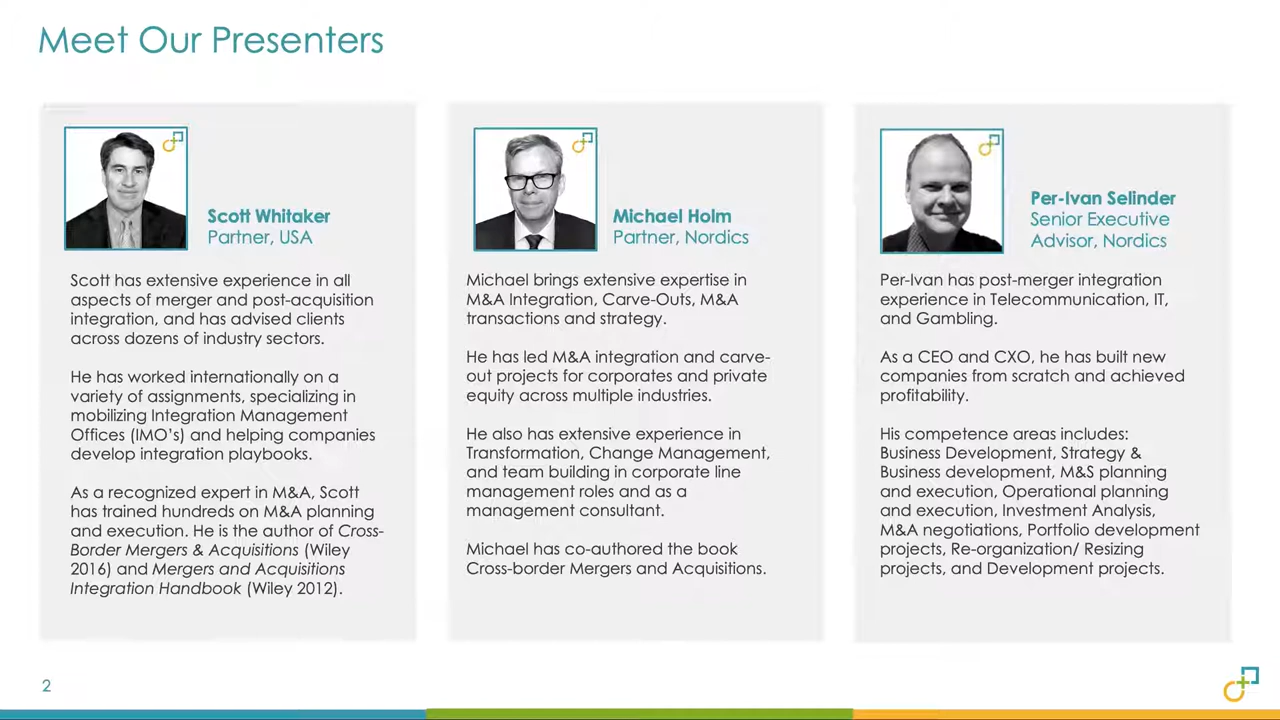 Meet Our Presenters
Scott Whitaker
Partner, USA
Scott has extensive experience in all
aspects of merger and post-acquisition
integration, and has advised clients
across dozens of industry sectors.
He has worked internationally on a
variety of assignments, specializing in
mobilizing Integration Management
Offices (IMO's) and helping companies
develop integration playbooks.
As a recognized expert in M&A, Scott
has trained hundreds on M&A planning
and execution. He is the author of Cross-
Border Mergers & Acquisitions (Wiley
2016) and Mergers and Acquisitions
Integration Handbook (Wiley 2012).
Michael Holm
Partner, Nordics
Michael brings extensive expertise in
M&A Integration, Carve-Outs, M&A
transactions and strategy.
He has led M&A integration and carve-
out projects for corporates and private
equity across multiple industries.
He also has extensive experience in
Transformation, Change Management,
and team building in corporate line
management roles and as a
management consultant.
Michael has co-authored the book
Cross-border Mergers and Acquisitions.
Per-Ivan Selinder
Senior Executive
Advisor, Nordics
Per-Ivan has post-merger integration
experience in Telecommunication, IT,
and Gambling.
As a CEO and CXO, he has built new
companies from scratch and achieved
profitability.
His competence areas includes:
Business Development, Strategy &
Business development, M&S planning
and execution, Operational planning
and execution, Investment Analysis,
M&A negotiations, Portfolio development
projects, Re-organization/ Resizing
projects, and Development projects.
2